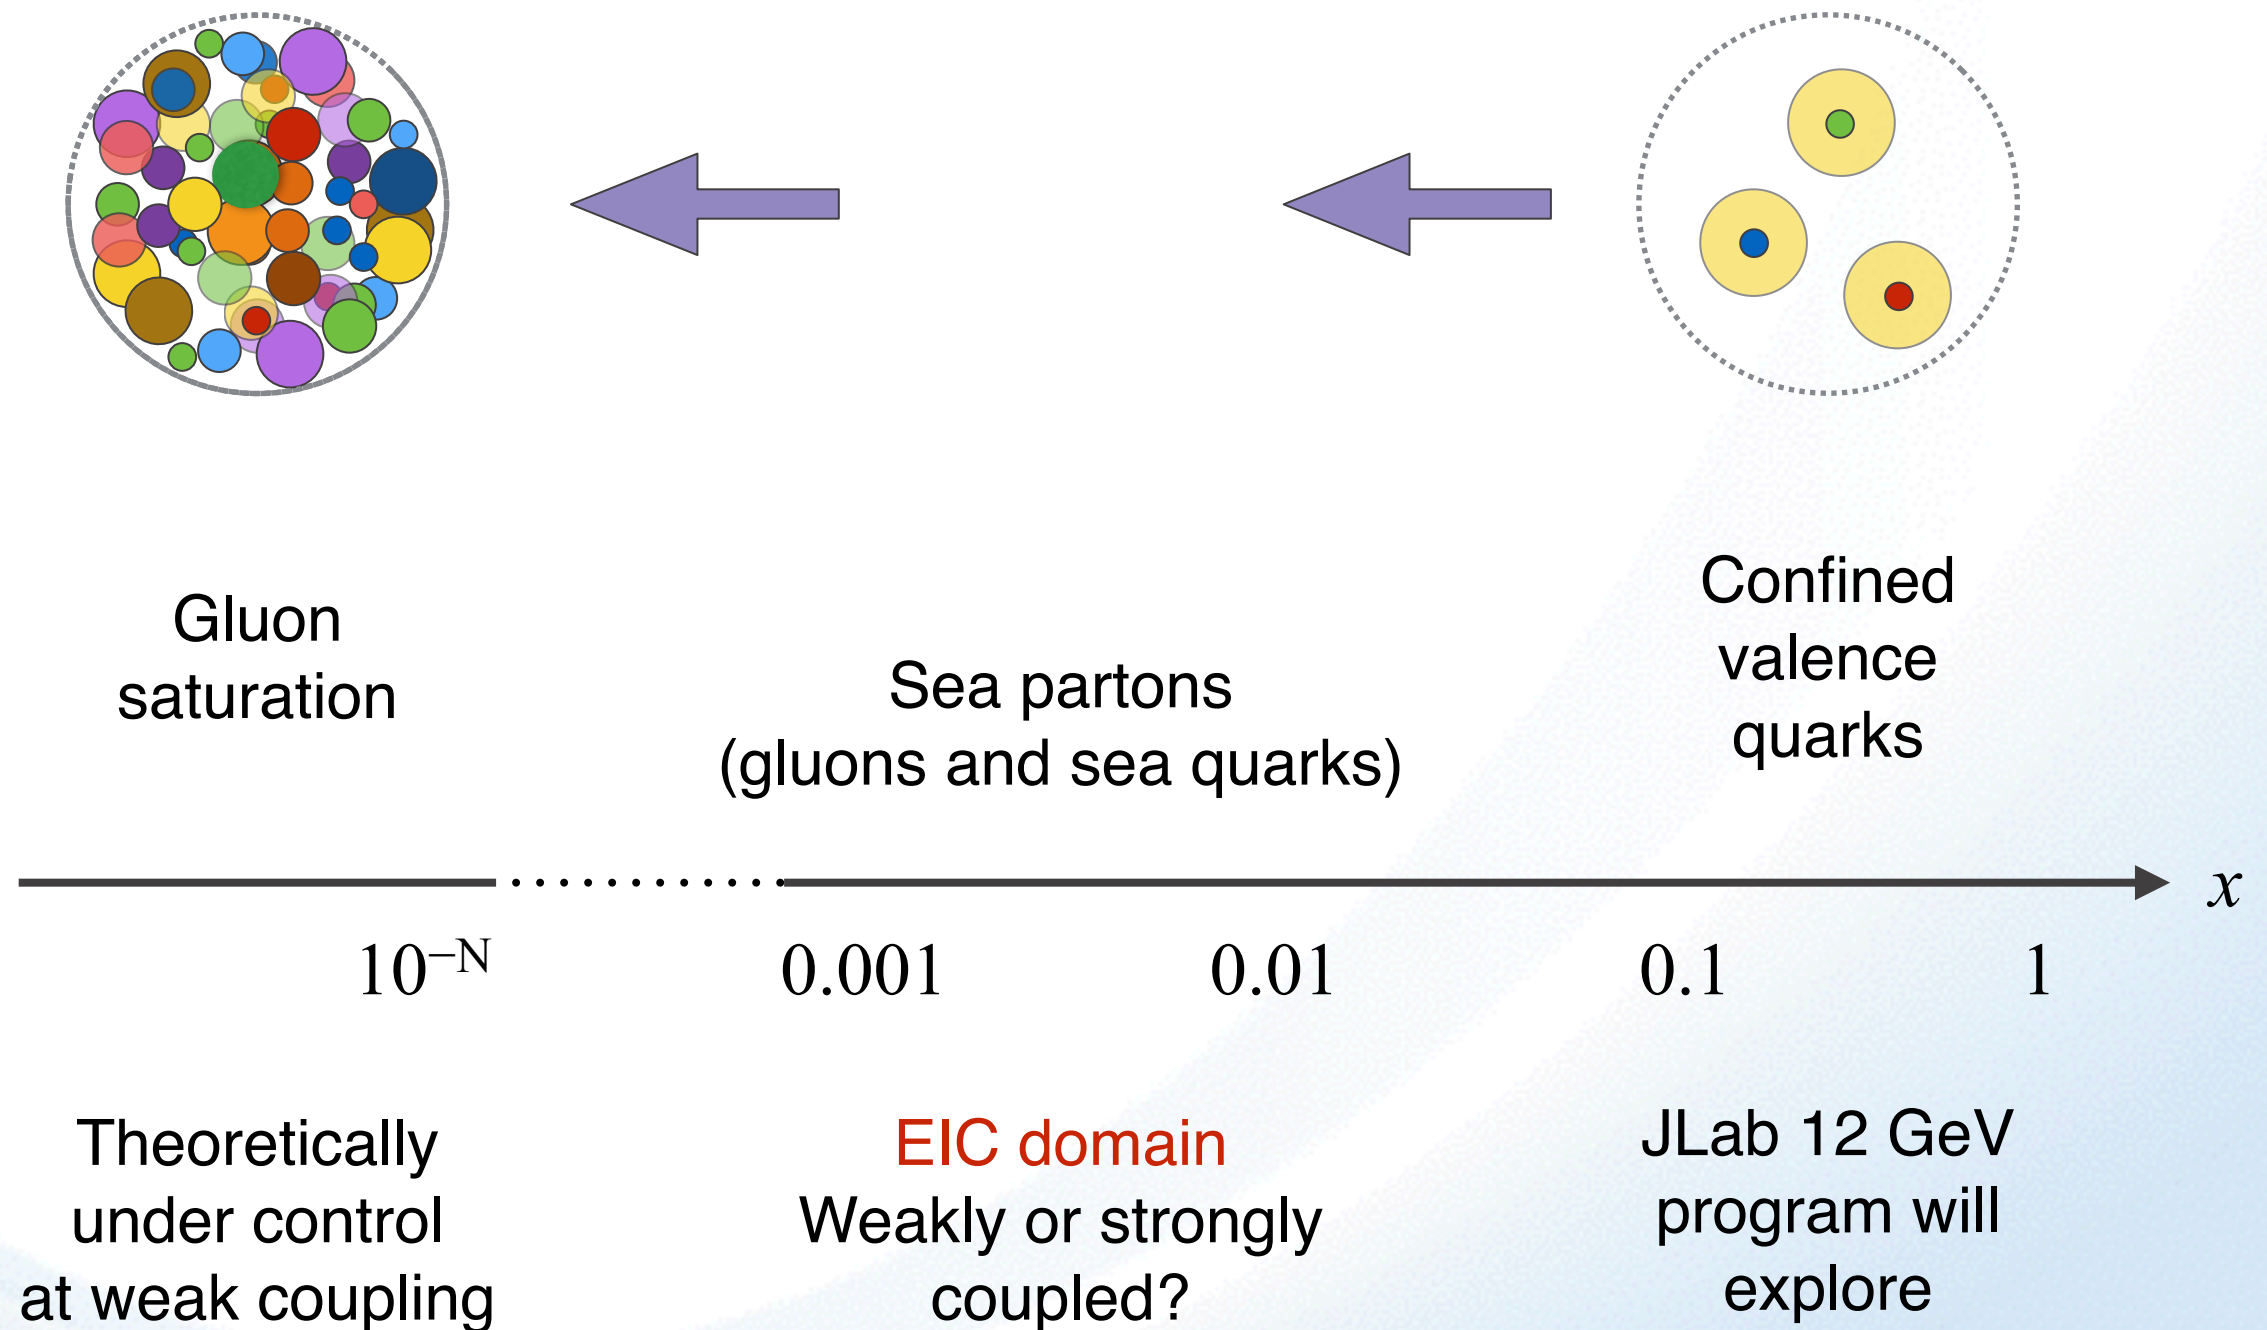 Gluon
saturation
Sea partons
(gluons and sea quarks)
Confined
valence
quarks
x
10⁻ᴺ 0.001 0.01 0.1 1
Theoretically
under control
at weak coupling
EIC domain
Weakly or strongly
coupled?
JLab 12 GeV
program will
explore